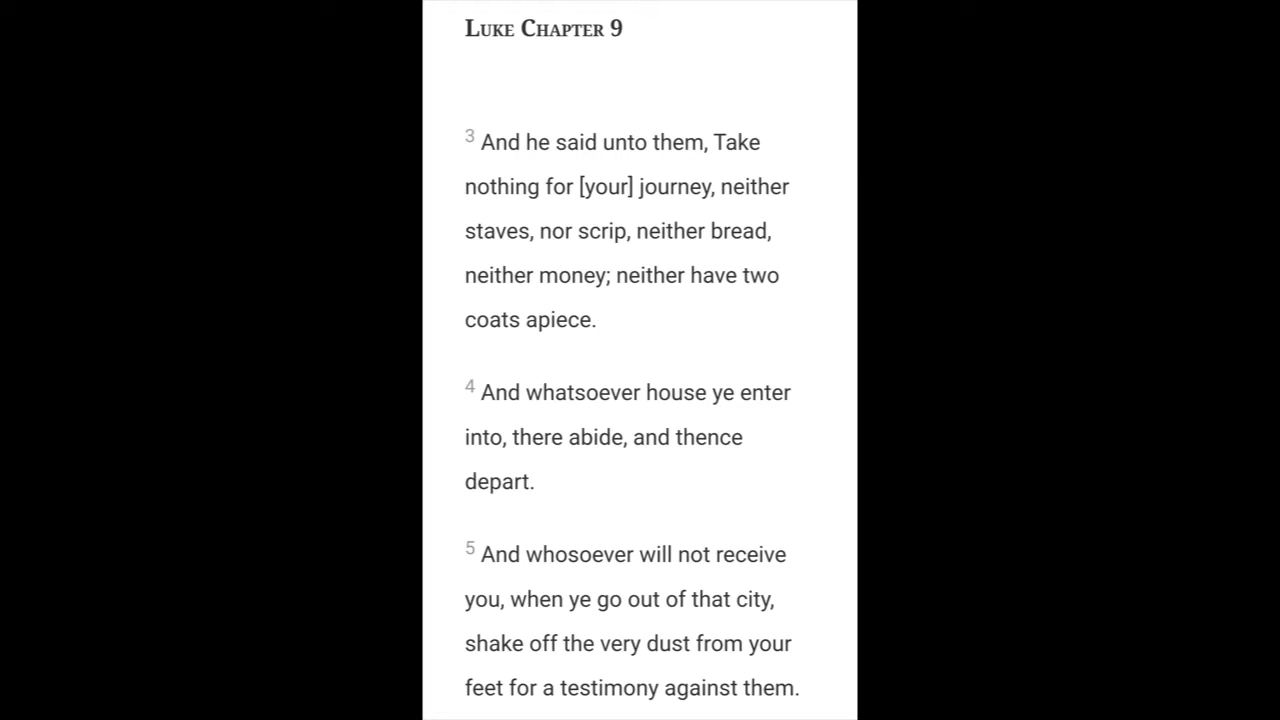 Luke Chapter 9
3 And he said unto them, Take
nothing for [your] journey, neither
staves, nor scrip, neither bread,
neither money; neither have two
coats apiece.
4 And whatsoever house ye enter
into, there abide, and thence
depart.
5 And whosoever will not receive
you, when ye go out of that city,
shake off the very dust from your
feet for a testimony against them.